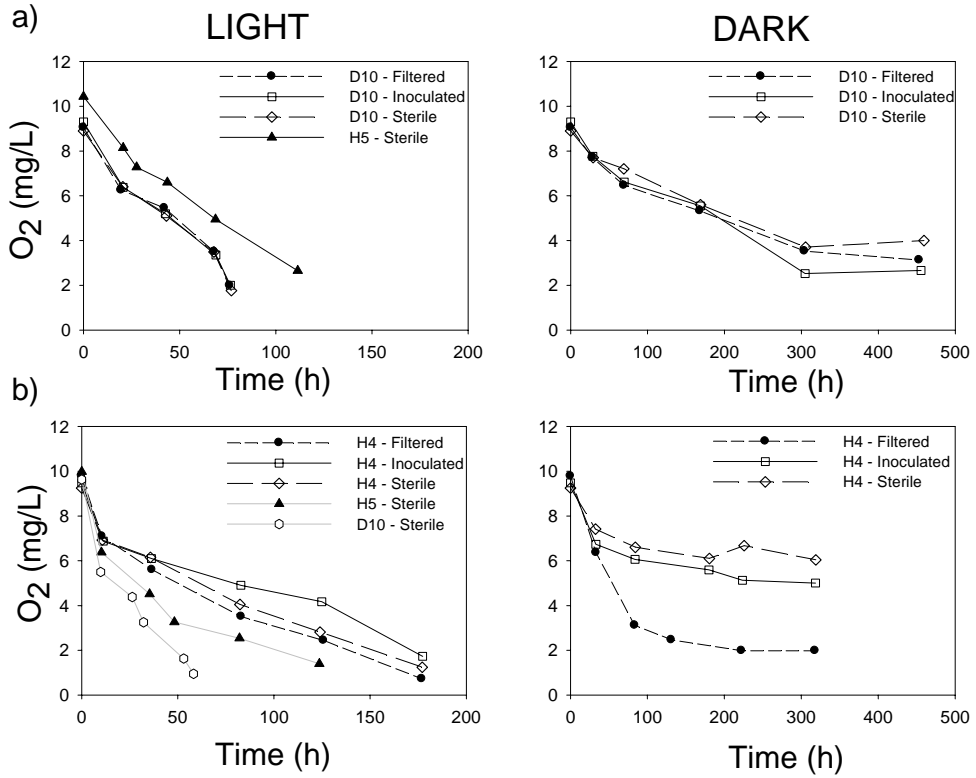 a)
LIGHT
DARK
12
10
8
6
4
2
0
O2 (mg/L)
D10 - Filtered
D10 - Inoculated
D10 - Sterile
H5 - Sterile
0 50 100 150 200
Time (h)
12
10
8
6
4
2
0
D10 - Filtered
D10 - Inoculated
D10 - Sterile
0 100 200 300 400 500
Time (h)
b)
12
10
8
6
4
2
0
O2 (mg/L)
H4 - Filtered
H4 - Inoculated
H4 - Sterile
H5 - Sterile
D10 - Sterile
0 50 100 150 200
Time (h)
12
10
8
6
4
2
0
H4 - Filtered
H4 - Inoculated
H4 - Sterile
0 100 200 300 400 500
Time (h)